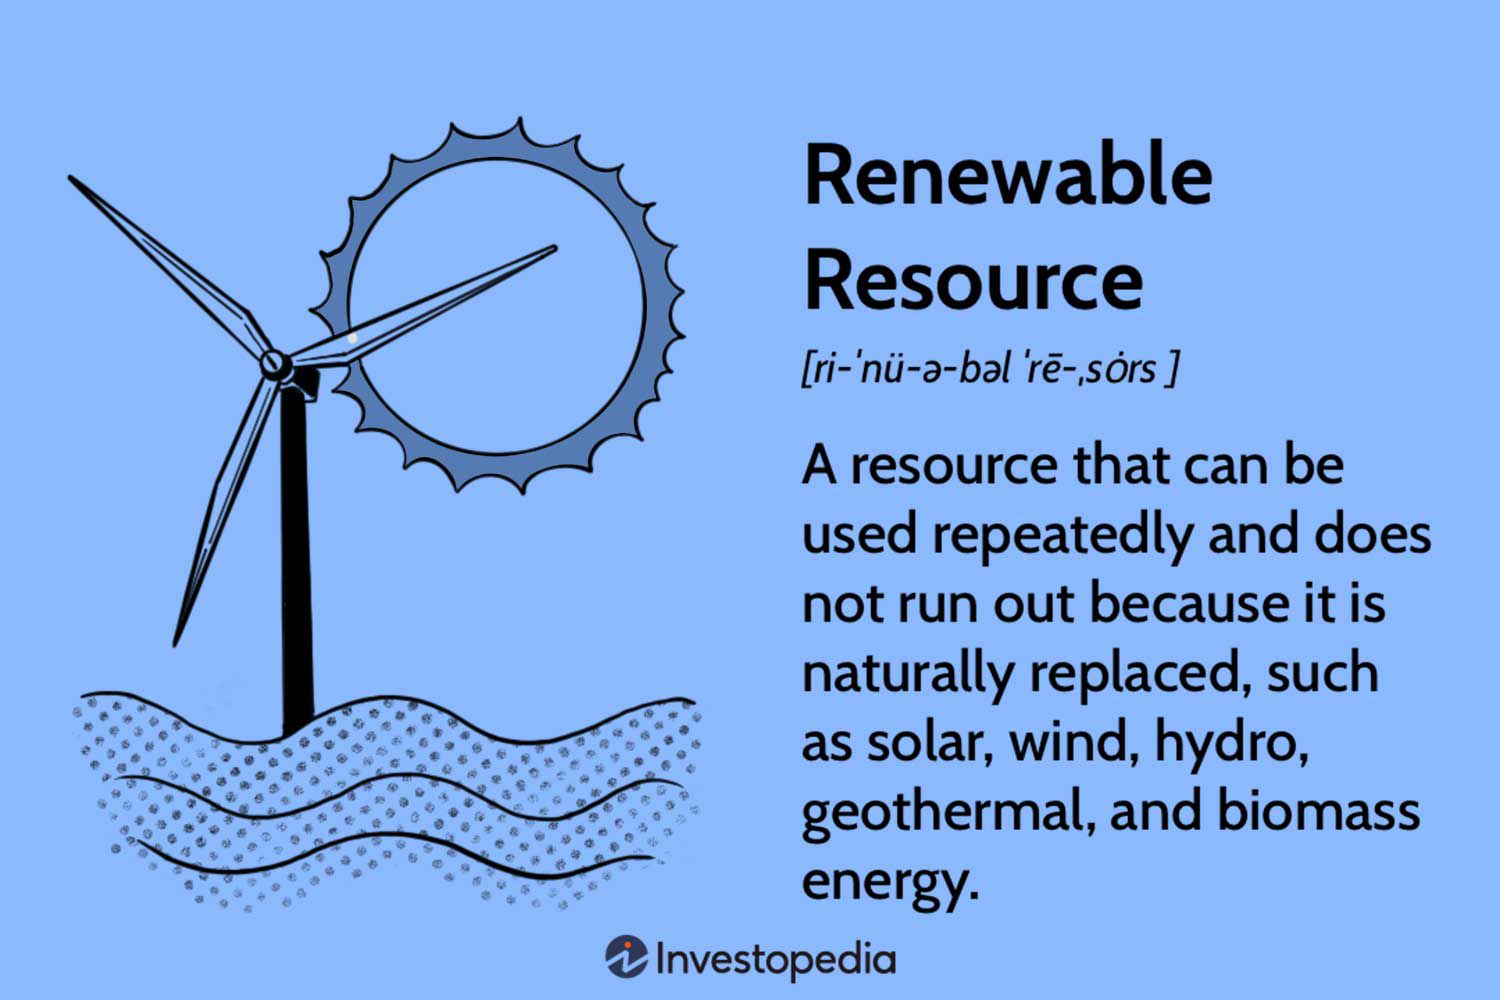 Renewable
Resource
[ri-ˈnü-ə-bəl ˈrē-ˌsȯrs ]
A resource that can be
used repeatedly and does
not run out because it is
naturally replaced, such
as solar, wind, hydro,
geothermal, and biomass
energy.
Investopedia